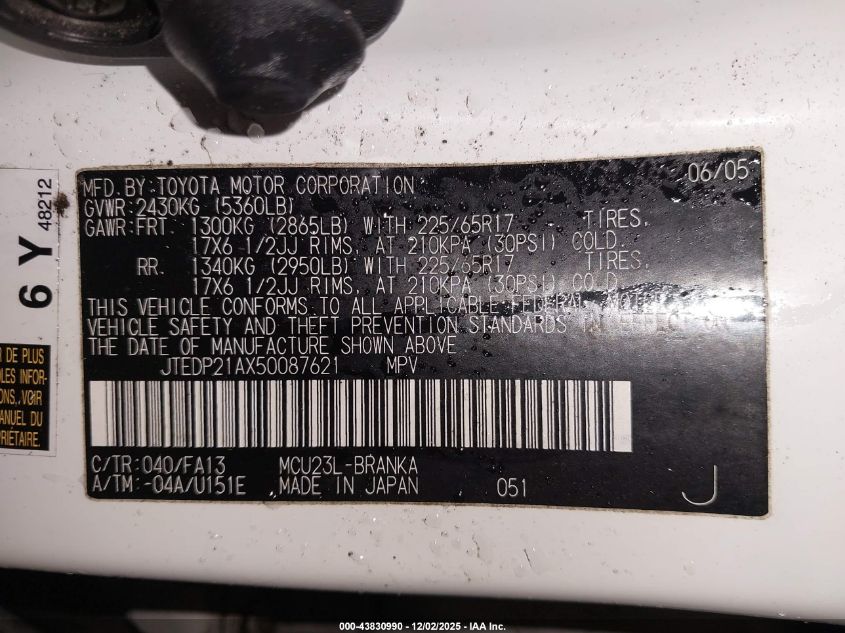 06/05
MFD. BY: TOYOTA MOTOR CORPORATION
GVWR: 2430KG (5360LB)
GAWR: FRT. 1300KG (2865LB) WITH 225/65R17 TIRES,
17X6 1/2JJ RIMS, AT 210KPA (30PSI) COLD.
RR. 1340KG (2950LB) WITH 225/65R17 TIRES,
17X6 1/2JJ RIMS, AT 210KPA (30PSI) COLD.
THIS VEHICLE CONFORMS TO ALL APPLICABLE FEDERAL MOTOR
VEHICLE SAFETY AND THEFT PREVENTION STANDARDS IN EFFECT ON
THE DATE OF MANUFACTURE SHOWN ABOVE
JTEDP21AX50087621 MPV
C/TR: 040/FA13 MCU23L-BRANKA
A/TM: -04A/U151E MADE IN JAPAN 051 J
6 Y 48212
R DE PLUS
LES INFOR-
ONS, VOIR
MANUEL DU
PRIÉTAIRE.
000-43830990 - 12/02/2025 - IAA Inc.